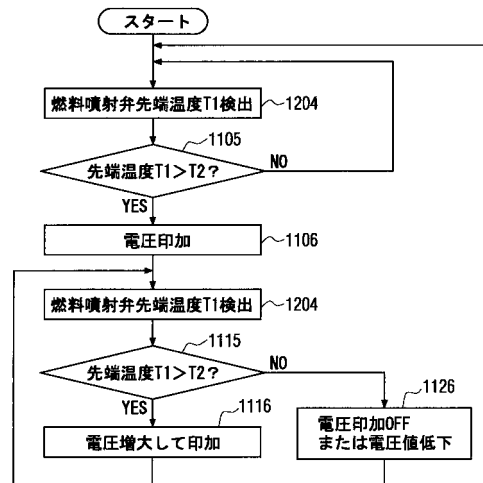 スタート
燃料噴射弁先端温度T1検出
1204
1105
先端温度T1>T2?
NO
YES
電圧印加
1106
燃料噴射弁先端温度T1検出
1204
1115
先端温度T1>T2?
NO
YES
1116
電圧増大して印加
1126
電圧印加OFF
または電圧値低下